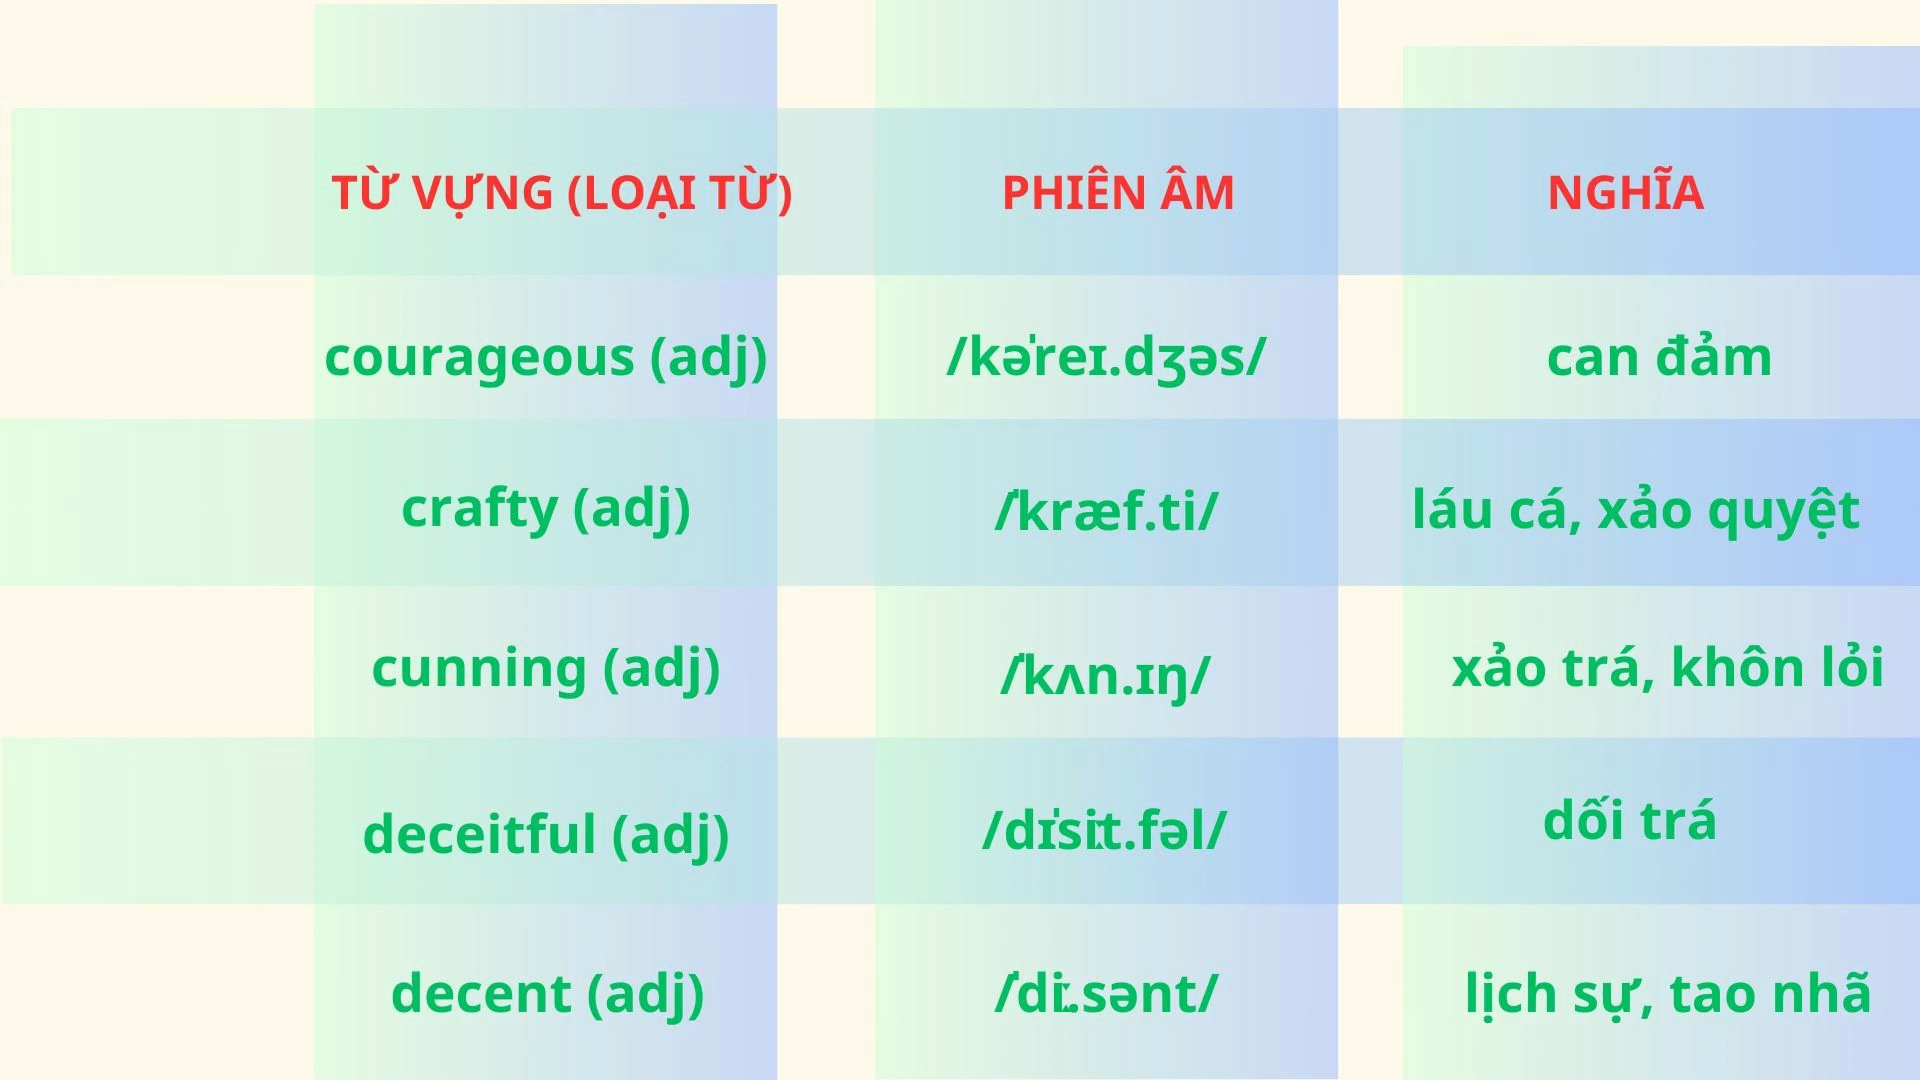 TỪ VỰNG (LOẠI TỪ) PHIÊN ÂM NGHĨA
courageous (adj) /kəˈreɪ.dʒəs/ can đảm
crafty (adj) /ˈkræf.ti/ láu cá, xảo quyệt
cunning (adj) /ˈkʌn.ɪŋ/ xảo trá, khôn lỏi
deceitful (adj) /dɪˈsiːt.fəl/ dối trá
decent (adj) /ˈdiː.sənt/ lịch sự, tao nhã